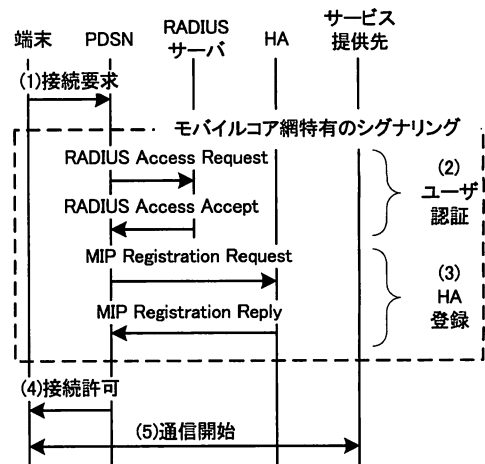 端末
PDSN
RADIUS
サーバ
HA
サービス
提供先
(1)接続要求
モバイルコア網特有のシグナリング
RADIUS Access Request
RADIUS Access Accept
(2)
ユーザ
認証
MIP Registration Request
MIP Registration Reply
(3)
HA
登録
(4)接続許可
(5)通信開始